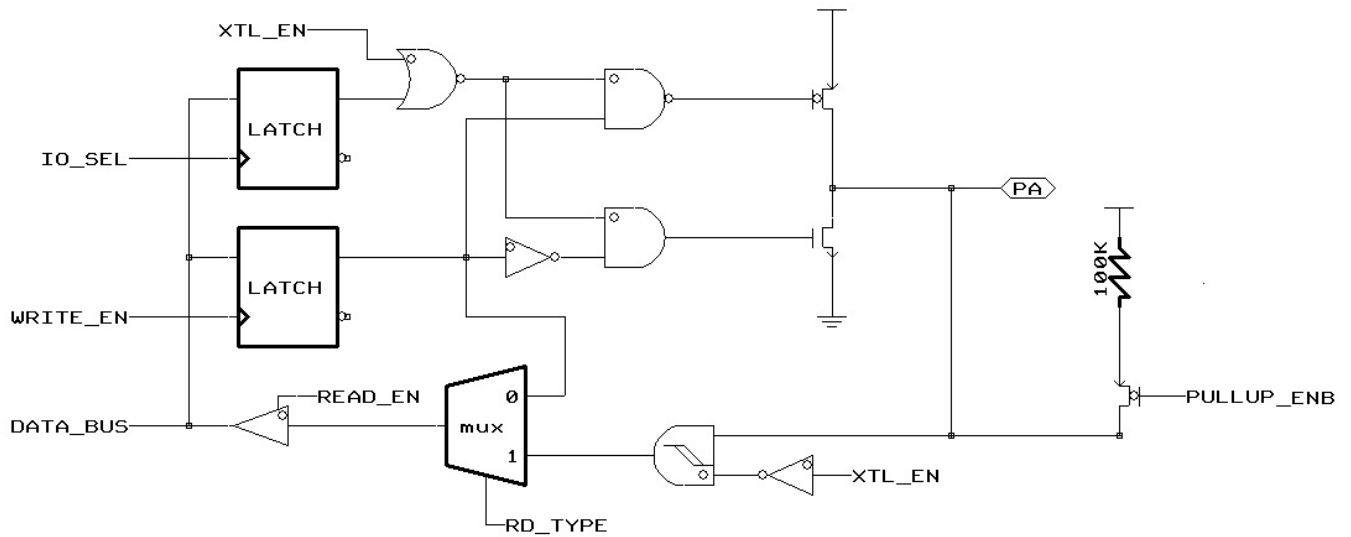 XTL_EN
LATCH
IO_SEL
PA
LATCH
100K
WRITE_EN
READ_EN
0
PULLUP_ENB
DATA_BUS
mux
1
XTL_EN
RD_TYPE